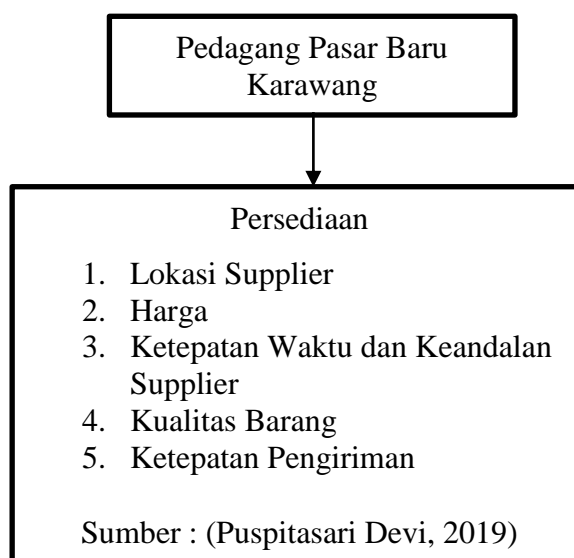 Pedagang Pasar Baru
Karawang
Persediaan
1. Lokasi Supplier
2. Harga
3. Ketepatan Waktu dan Keandalan
Supplier
4. Kualitas Barang
5. Ketepatan Pengiriman
Sumber : (Puspitasari Devi, 2019)